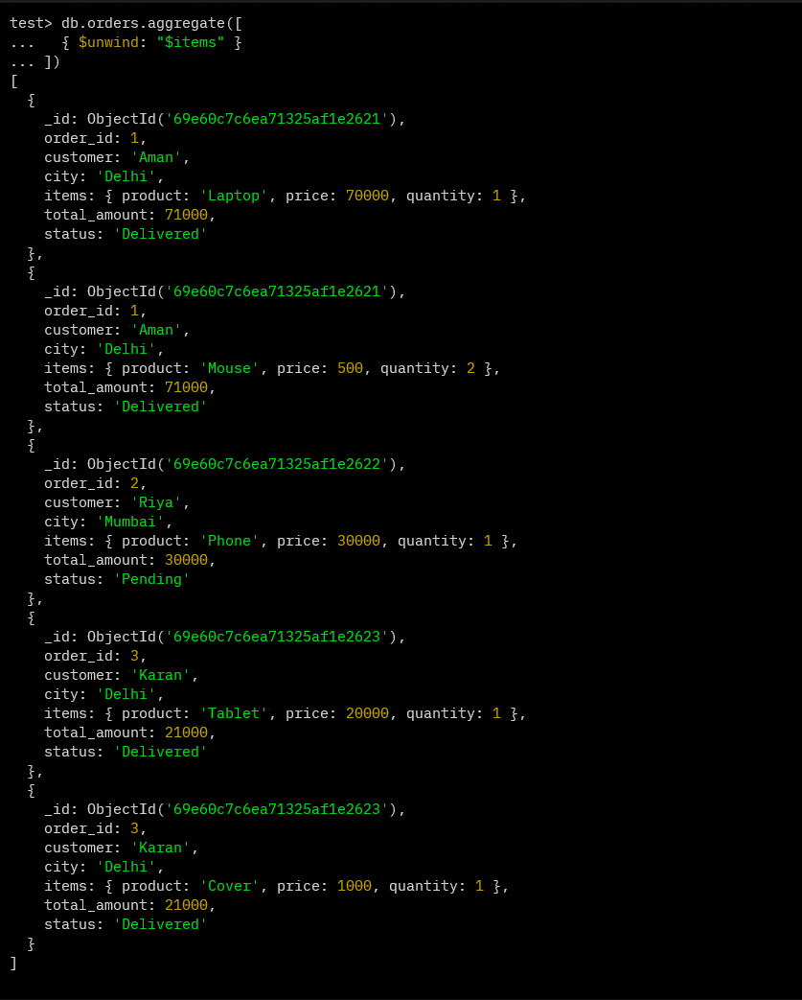 test> db.orders.aggregate([
...   { $unwind: "$items" }
... ])
[
  {
    _id: ObjectId('69e60c7c6ea71325af1e2621'),
    order_id: 1,
    customer: 'Aman',
    city: 'Delhi',
    items: { product: 'Laptop', price: 70000, quantity: 1 },
    total_amount: 71000,
    status: 'Delivered'
  },
  {
    _id: ObjectId('69e60c7c6ea71325af1e2621'),
    order_id: 1,
    customer: 'Aman',
    city: 'Delhi',
    items: { product: 'Mouse', price: 500, quantity: 2 },
    total_amount: 71000,
    status: 'Delivered'
  },
  {
    _id: ObjectId('69e60c7c6ea71325af1e2622'),
    order_id: 2,
    customer: 'Riya',
    city: 'Mumbai',
    items: { product: 'Phone', price: 30000, quantity: 1 },
    total_amount: 30000,
    status: 'Pending'
  },
  {
    _id: ObjectId('69e60c7c6ea71325af1e2623'),
    order_id: 3,
    customer: 'Karan',
    city: 'Delhi',
    items: { product: 'Tablet', price: 20000, quantity: 1 },
    total_amount: 21000,
    status: 'Delivered'
  },
  {
    _id: ObjectId('69e60c7c6ea71325af1e2623'),
    order_id: 3,
    customer: 'Karan',
    city: 'Delhi',
    items: { product: 'Cover', price: 1000, quantity: 1 },
    total_amount: 21000,
    status: 'Delivered'
  }
]